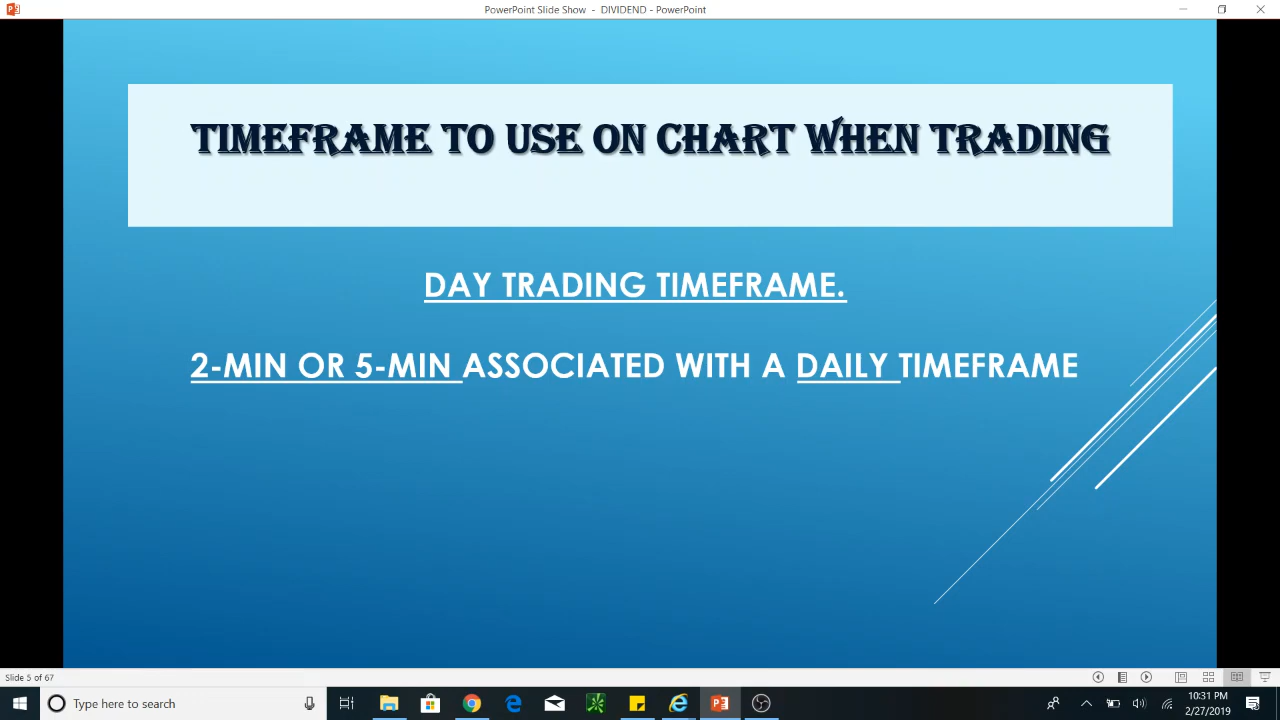 PowerPoint Slide Show - DIVIDEND - PowerPoint
TIMEFRAME TO USE ON CHART WHEN TRADING
DAY TRADING TIMEFRAME.
2-MIN OR 5-MIN ASSOCIATED WITH A DAILY TIMEFRAME
Slide 5 of 67
Type here to search
10:31 PM
2/27/2019